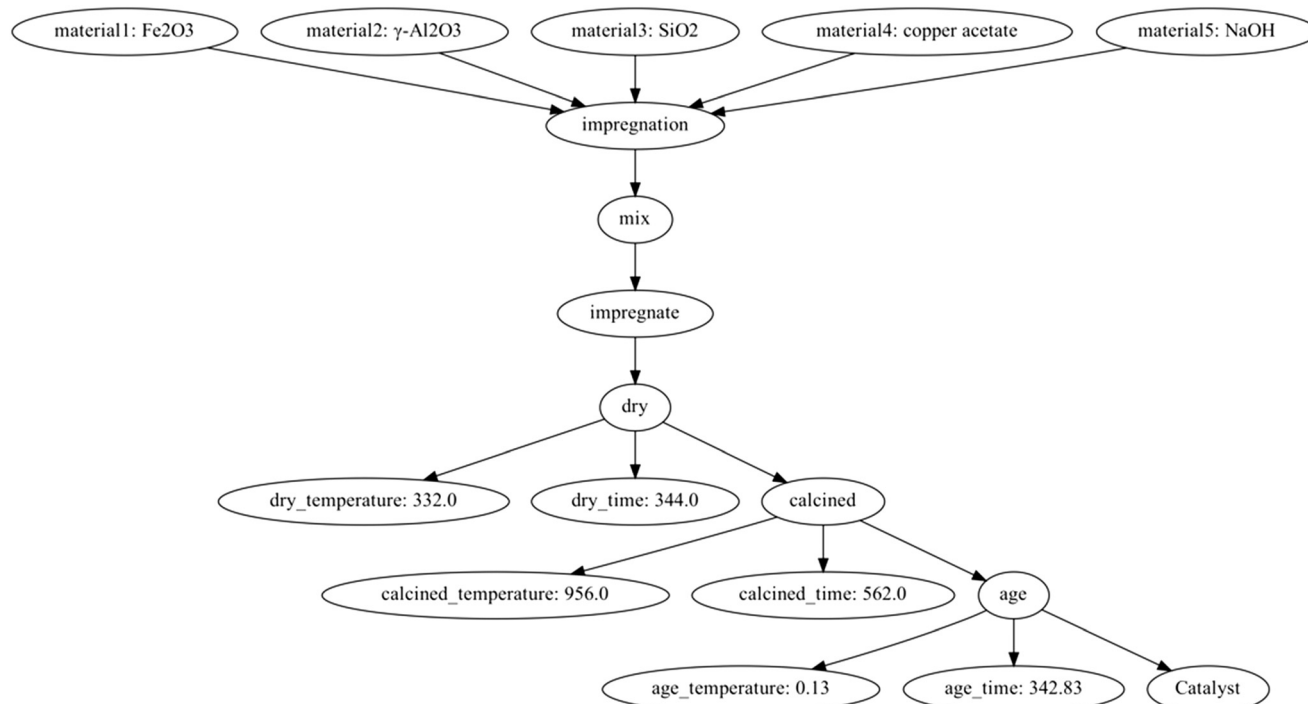 material1: Fe2O3
material2: γ-Al2O3
material3: SiO2
material4: copper acetate
material5: NaOH
impregnation
mix
impregnate
dry
dry_temperature: 332.0
dry_time: 344.0
calcined
calcined_temperature: 956.0
calcined_time: 562.0
age
age_temperature: 0.13
age_time: 342.83
Catalyst